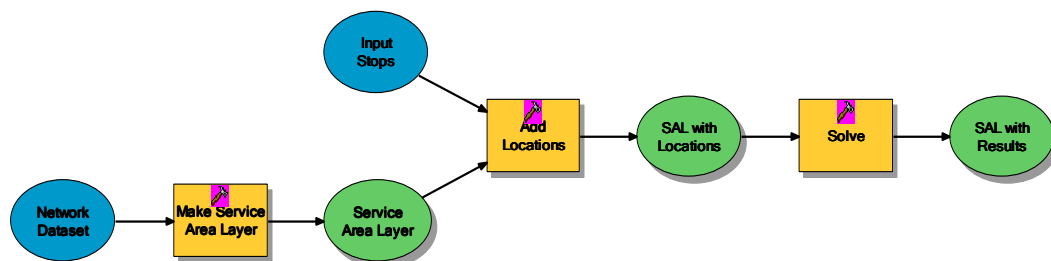 Input
Stops
Add
Locations
SAL with
Locations
Solve
SAL with
Results
Network
Dataset
Make Service
Area Layer
Service
Area Layer